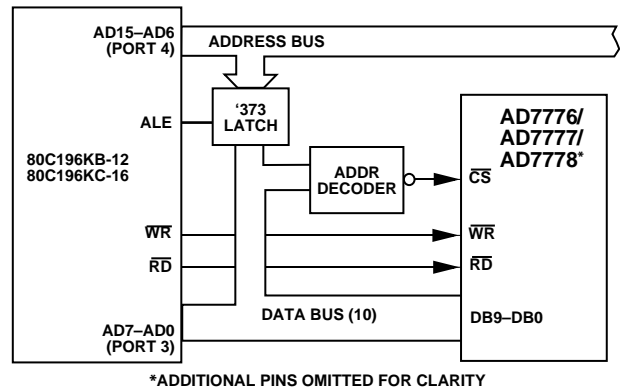 AD15–AD6
(PORT 4)
ADDRESS BUS
ALE
'373
LATCH
AD7776/
AD7777/
AD7778*
80C196KB-12
80C196KC-16
ADDR
DECODER
CS
WR
WR
RD
RD
DATA BUS (10)
DB9–DB0
AD7–AD0
(PORT 3)
*ADDITIONAL PINS OMITTED FOR CLARITY